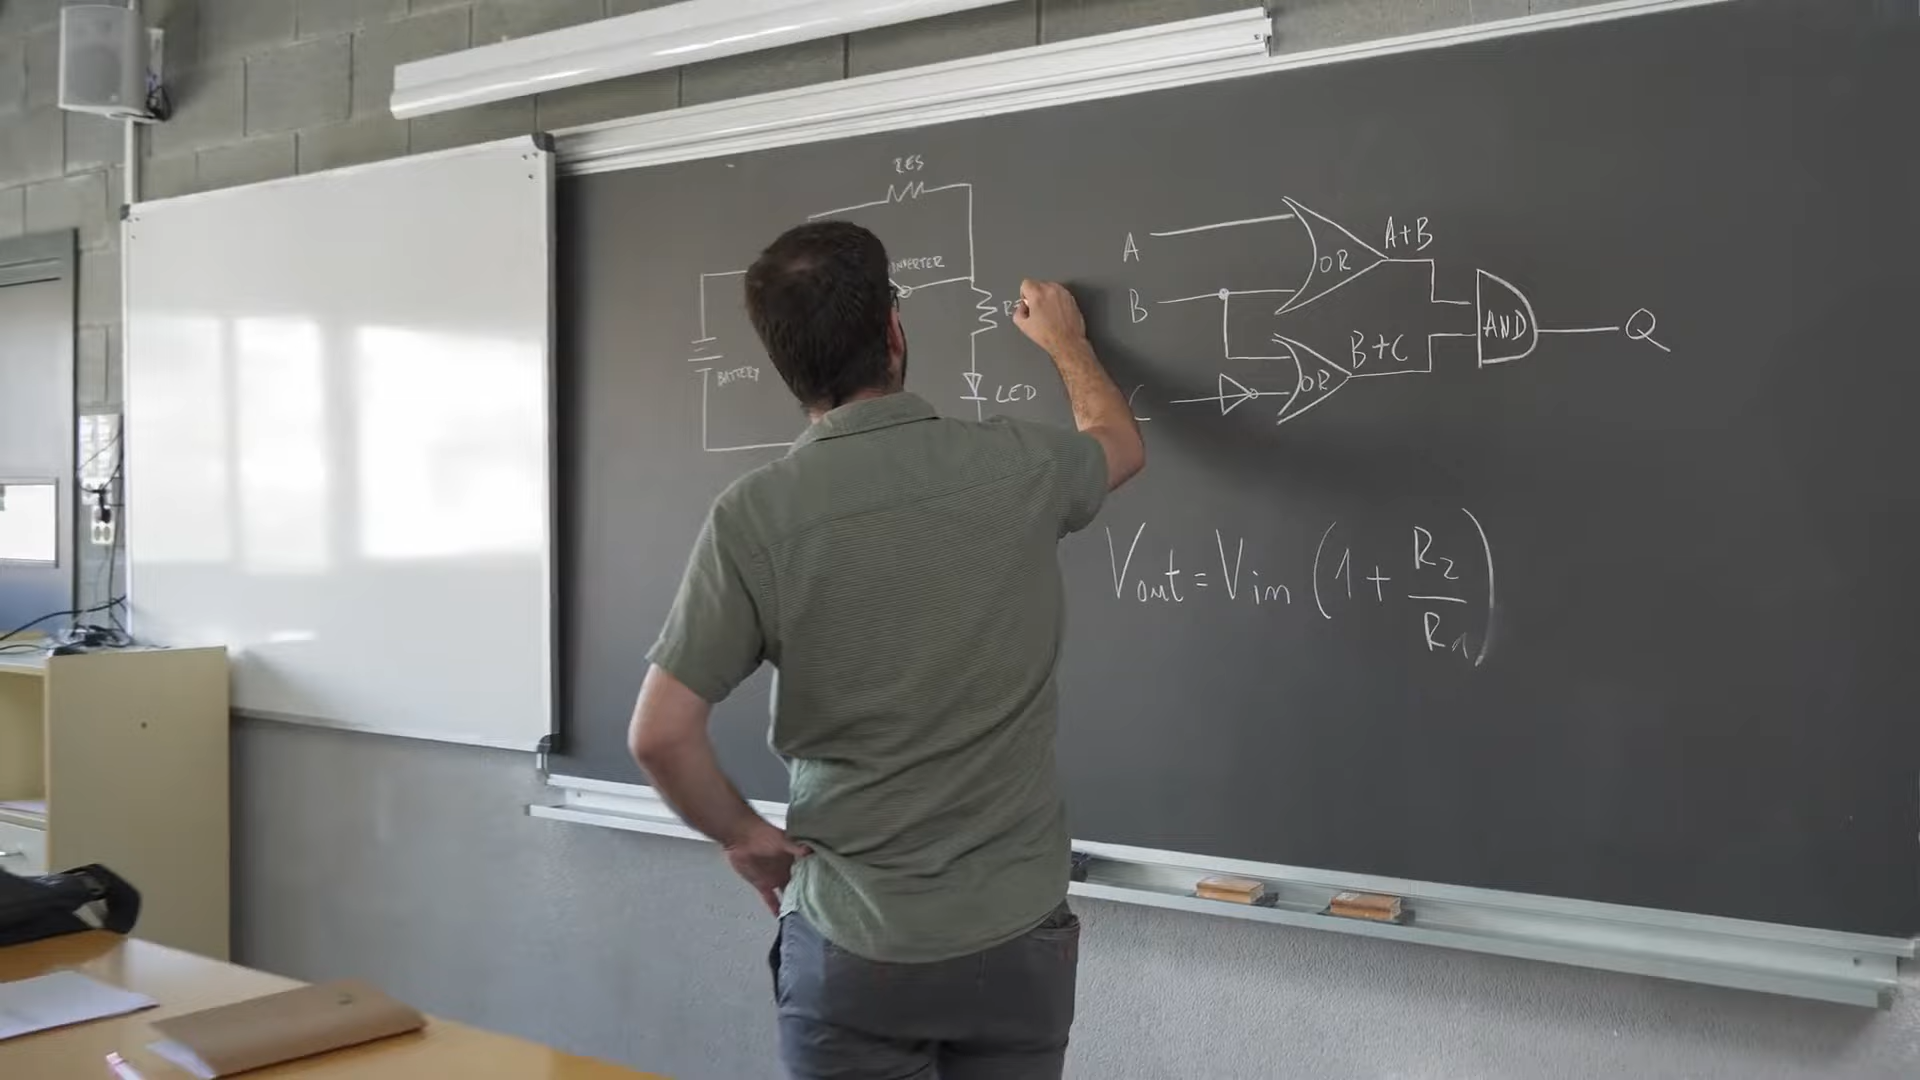 RES
INVERTER
BATTERY
LED
A
B
C
OR
A+B
OR
B+C
AND
Q
Vout = Vin (1 + R2/R1)